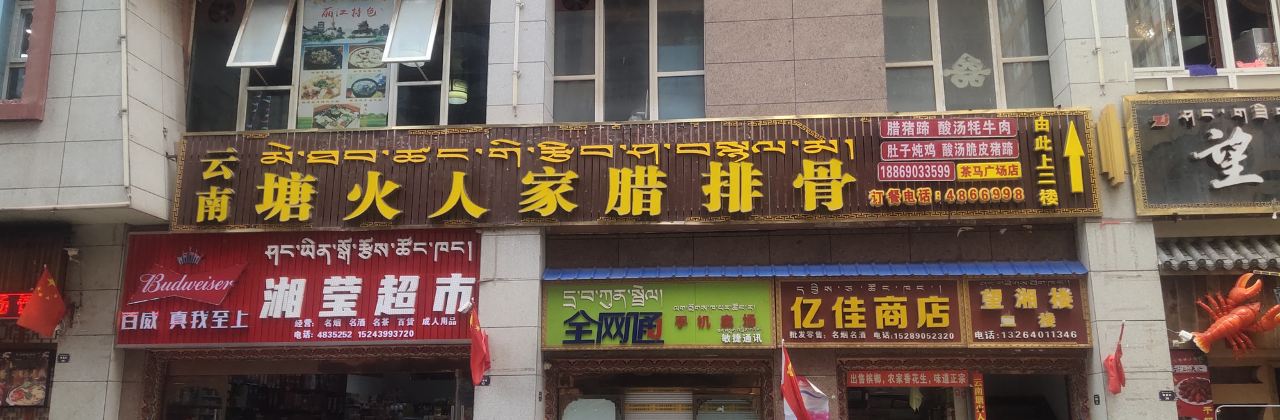 丽江特色
云南
མེ་ཐབ་ཚང་གི་རྩིབ་ཤ་སྐམ་མ།
塘火人家腊排骨
腊猪蹄 酸汤牦牛肉
肚子炖鸡 酸汤脆皮猪蹄
18869033599 茶马广场店
订餐电话：4866998
由此上二楼
望
Budweiser
百威 真我至上
ཤང་ཡིན་སྒོ་རྩོས་ཚོང་ཁང་།
湘莹超市
经营：名烟 名酒 名茶 百货 成人用品
电话：4835252 15243993720
དྲ་བ་ཀུན་སྦྲེལ།
全网通
手机卖场
敏捷通讯
亿佳商店
批发零售：名烟名酒 电话：15289052320
望湘楼
电话：13264011346
出售槟榔，农家香花生，味道正宗